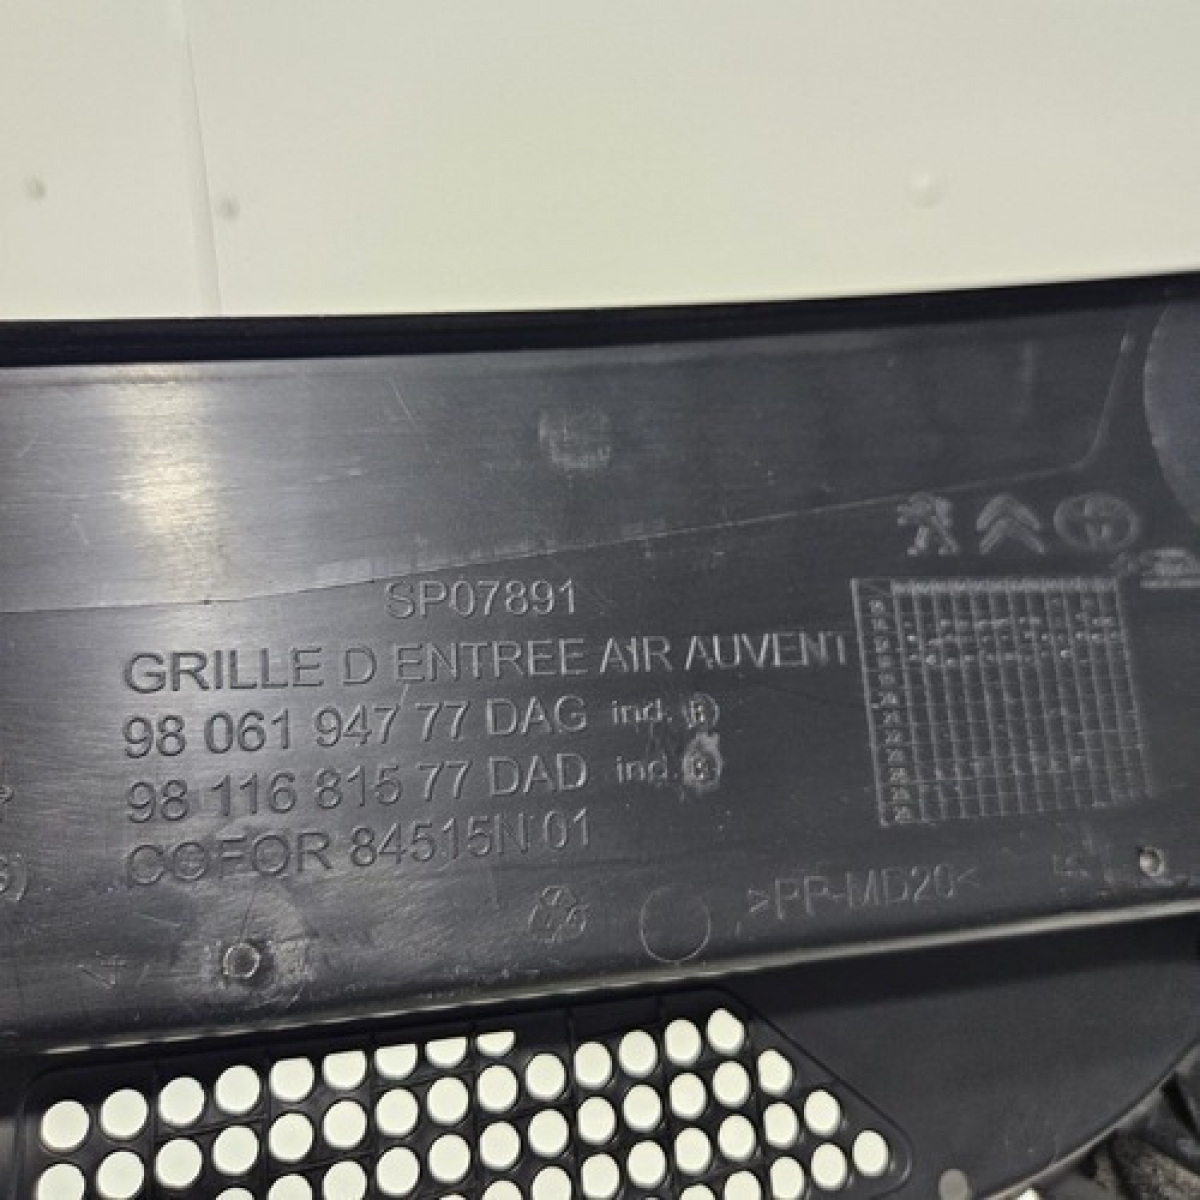 SP07891
GRILLE D ENTREE AIR AUVENT
98 061 947 77 DAG ind.
98 116 815 77 DAD ind.
COFOR 84515N 01
>PP-MD20<